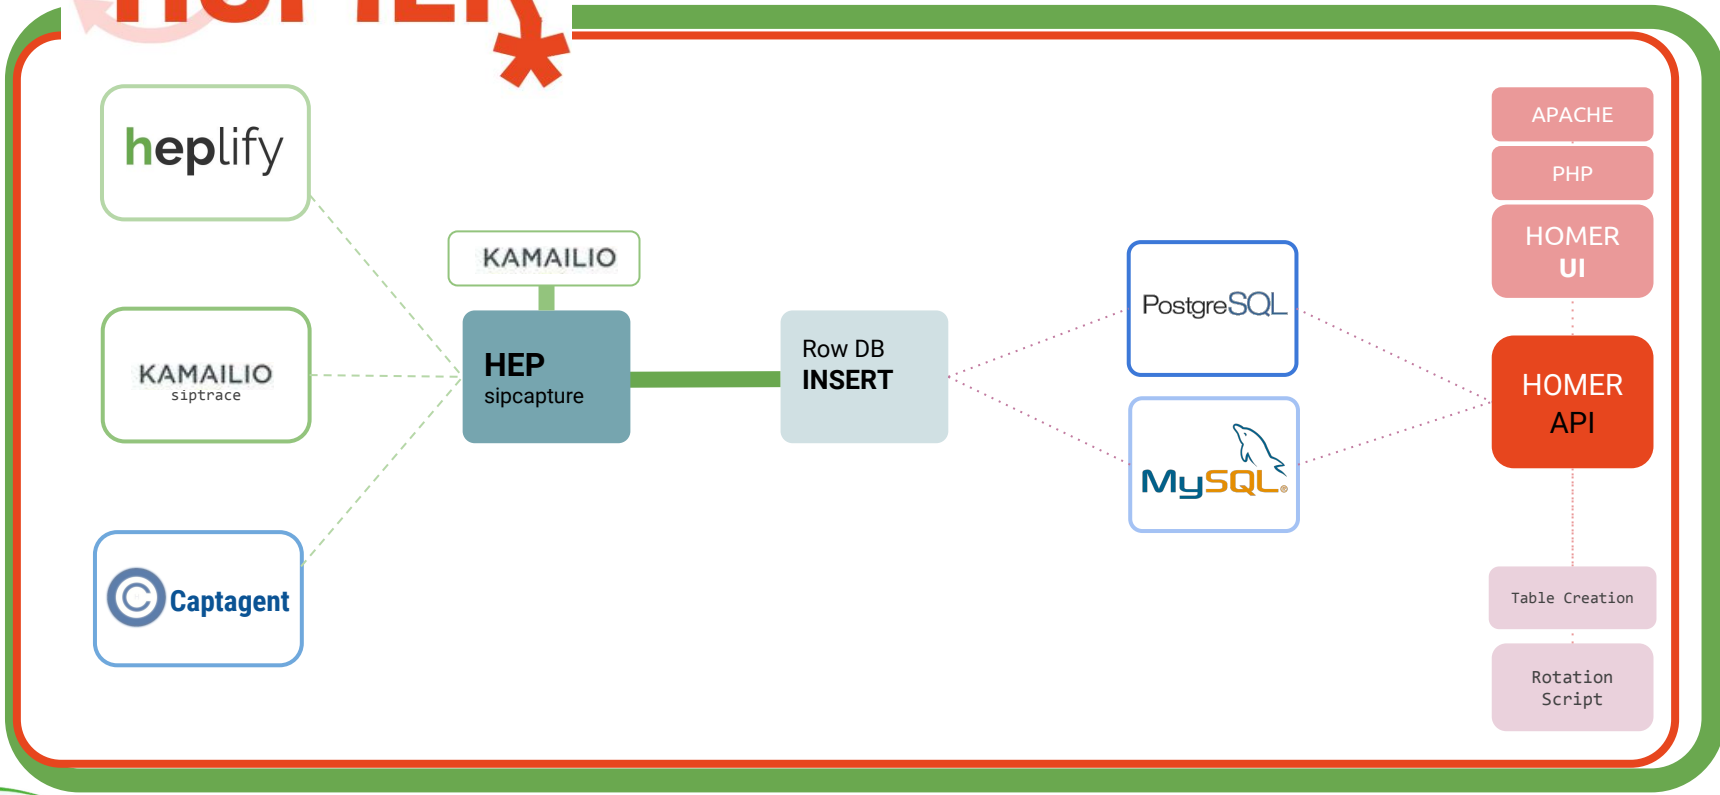 HOMER*
heplify
KAMAILIO
siptrace
Captagent
KAMAILIO
HEP
sipcapture
Row DB
INSERT
PostgreSQL
MySQL®
APACHE
PHP
HOMER
UI
HOMER
API
Table Creation
Rotation
Script